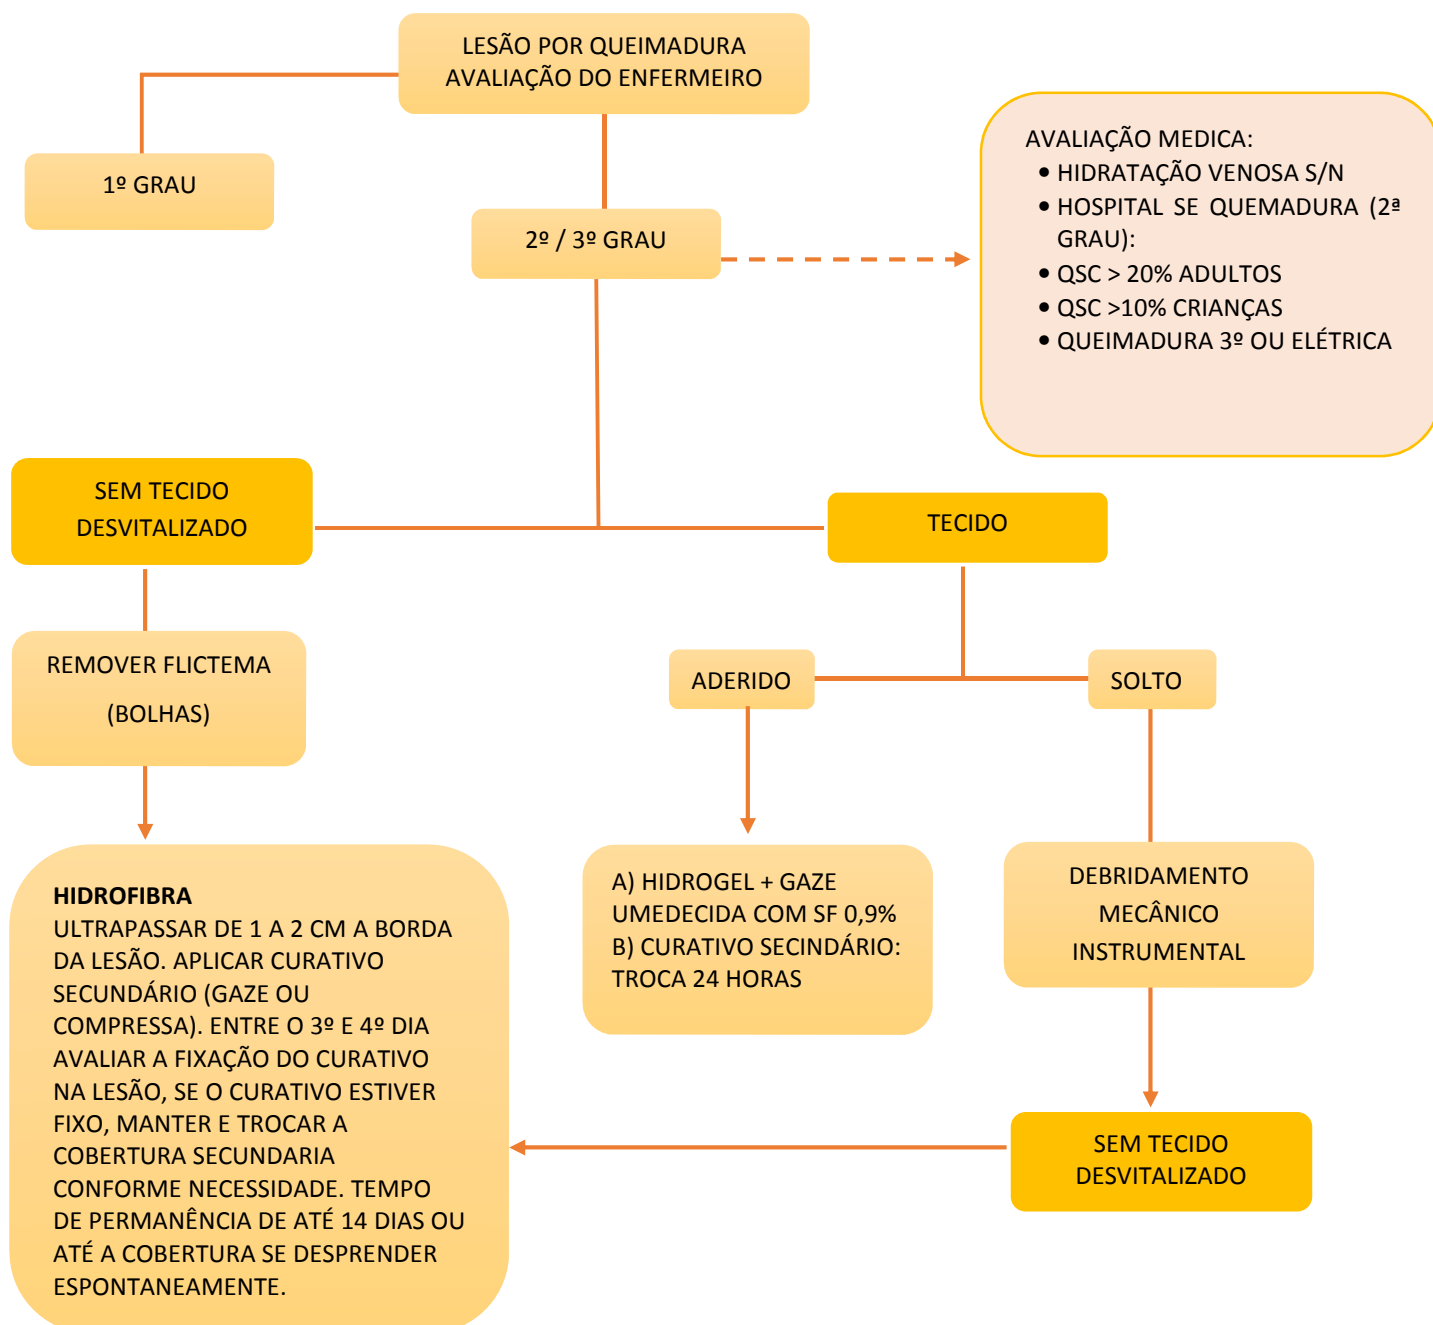 LESÃO POR QUEIMADURA
AVALIAÇÃO DO ENFERMEIRO
1º GRAU
2º / 3º GRAU
AVALIAÇÃO MEDICA:
• HIDRATAÇÃO VENOSA S/N
• HOSPITAL SE QUEMADURA (2ª
GRAU):
• QSC > 20% ADULTOS
• QSC >10% CRIANÇAS
• QUEIMADURA 3º OU ELÉTRICA
SEM TECIDO
DESVITALIZADO
TECIDO
REMOVER FLICTEMA
(BOLHAS)
ADERIDO
SOLTO
HIDROFIBRA
ULTRAPASSAR DE 1 A 2 CM A BORDA
DA LESÃO. APLICAR CURATIVO
SECUNDÁRIO (GAZE OU
COMPRESSA). ENTRE O 3º E 4º DIA
AVALIAR A FIXAÇÃO DO CURATIVO
NA LESÃO, SE O CURATIVO ESTIVER
FIXO, MANTER E TROCAR A
COBERTURA SECUNDARIA
CONFORME NECESSIDADE. TEMPO
DE PERMANÊNCIA DE ATÉ 14 DIAS OU
ATÉ A COBERTURA SE DESPRENDER
ESPONTANEAMENTE.
A) HIDROGEL + GAZE
UMEDECIDA COM SF 0,9%
B) CURATIVO SECINDÁRIO:
TROCA 24 HORAS
DEBRIDAMENTO
MECÂNICO
INSTRUMENTAL
SEM TECIDO
DESVITALIZADO